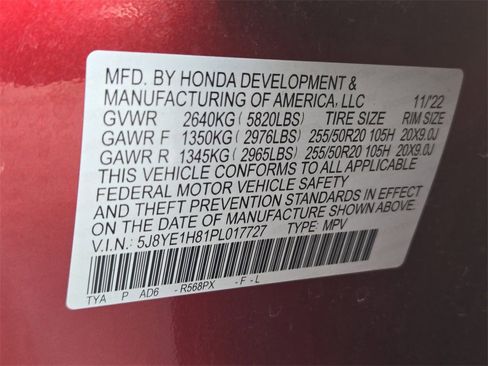 MFD. BY HONDA DEVELOPMENT &
MANUFACTURING OF AMERICA, LLC 11/'22
GVWR 2640KG ( 5820LBS) TIRE SIZE RIM SIZE
GAWR F 1350KG ( 2976LBS) 255/50R20 105H 20X9.0J
GAWR R 1345KG ( 2965LBS) 255/50R20 105H 20X9.0J
THIS VEHICLE CONFORMS TO ALL APPLICABLE
FEDERAL MOTOR VEHICLE SAFETY
AND THEFT PREVENTION STANDARDS IN EFFECT
ON THE DATE OF MANUFACTURE SHOWN ABOVE.
V.I.N.: 5J8YE1H81PL017727 TYPE: MPV
TYA P AD6 - R568PX - F - L